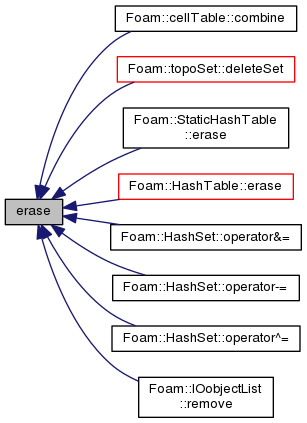 Foam::cellTable::combine
Foam::topoSet::deleteSet
Foam::StaticHashTable
::erase
Foam::HashTable::erase
erase
Foam::HashSet::operator&=
Foam::HashSet::operator-=
Foam::HashSet::operator^=
Foam::IOobjectList
::remove